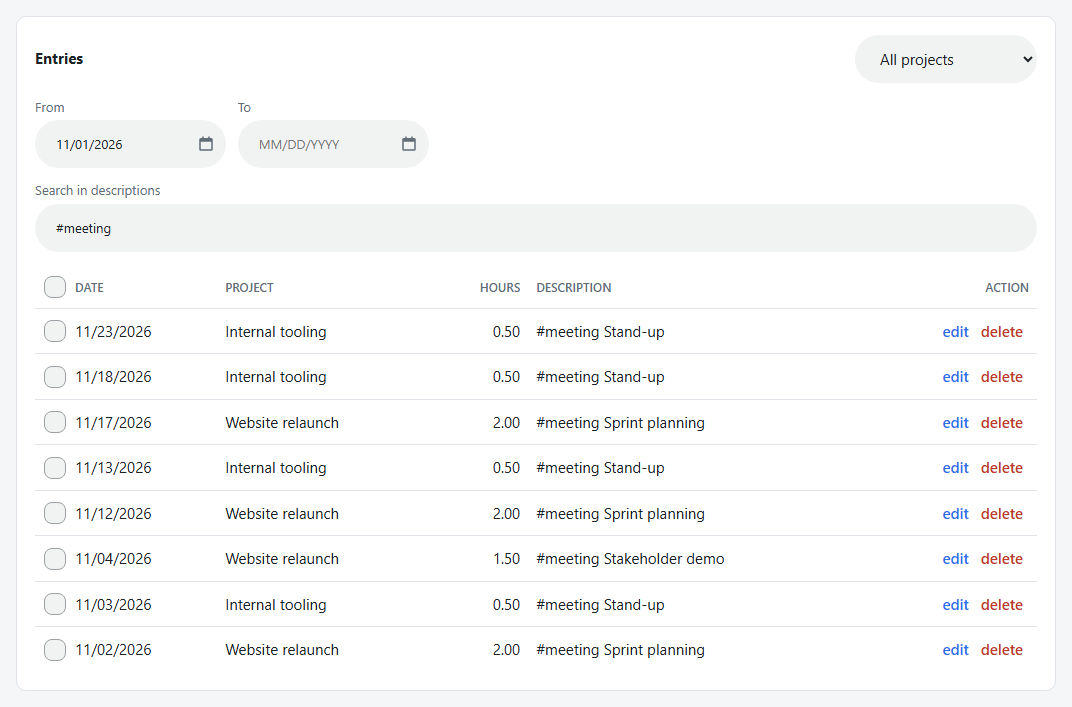 Entries
All projects
From To
11/01/2026 MM/DD/YYYY
Search in descriptions
#meeting
DATE PROJECT HOURS DESCRIPTION ACTION
11/23/2026 Internal tooling 0.50 #meeting Stand-up edit delete
11/18/2026 Internal tooling 0.50 #meeting Stand-up edit delete
11/17/2026 Website relaunch 2.00 #meeting Sprint planning edit delete
11/13/2026 Internal tooling 0.50 #meeting Stand-up edit delete
11/12/2026 Website relaunch 2.00 #meeting Sprint planning edit delete
11/04/2026 Website relaunch 1.50 #meeting Stakeholder demo edit delete
11/03/2026 Internal tooling 0.50 #meeting Stand-up edit delete
11/02/2026 Website relaunch 2.00 #meeting Sprint planning edit delete